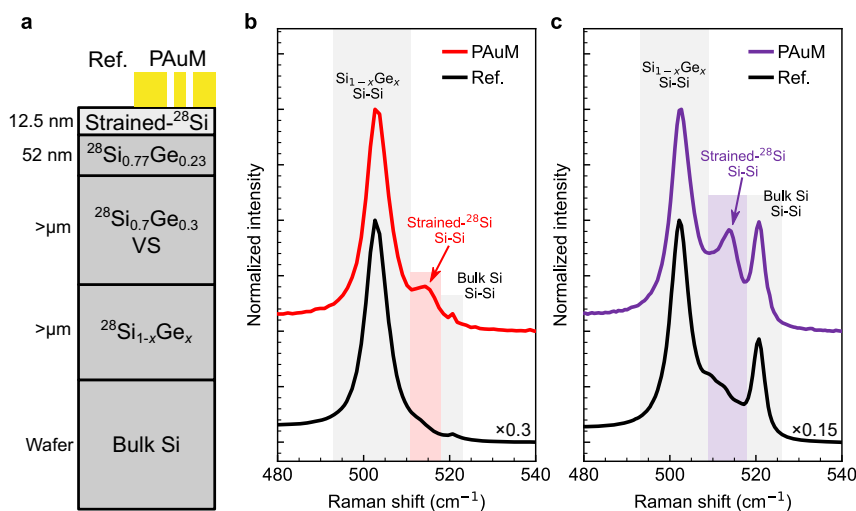 a
Ref. PAuM
12.5 nm
Strained-²⁸Si
52 nm
²⁸Si₀.₇₇Ge₀.₂₃
>μm
²⁸Si₀.₇Ge₀.₃
VS
>μm
²⁸Si₁₋ₓGeₓ
Wafer
Bulk Si
b
Normalized intensity
PAuM
Ref.
Si₁₋ₓGeₓ
Si-Si
Strained-²⁸Si
Si-Si
Bulk Si
Si-Si
×0.3
480 500 520 540
Raman shift (cm⁻¹)
c
Normalized intensity
PAuM
Ref.
Si₁₋ₓGeₓ
Si-Si
Strained-²⁸Si
Si-Si
Bulk Si
Si-Si
×0.15
480 500 520 540
Raman shift (cm⁻¹)